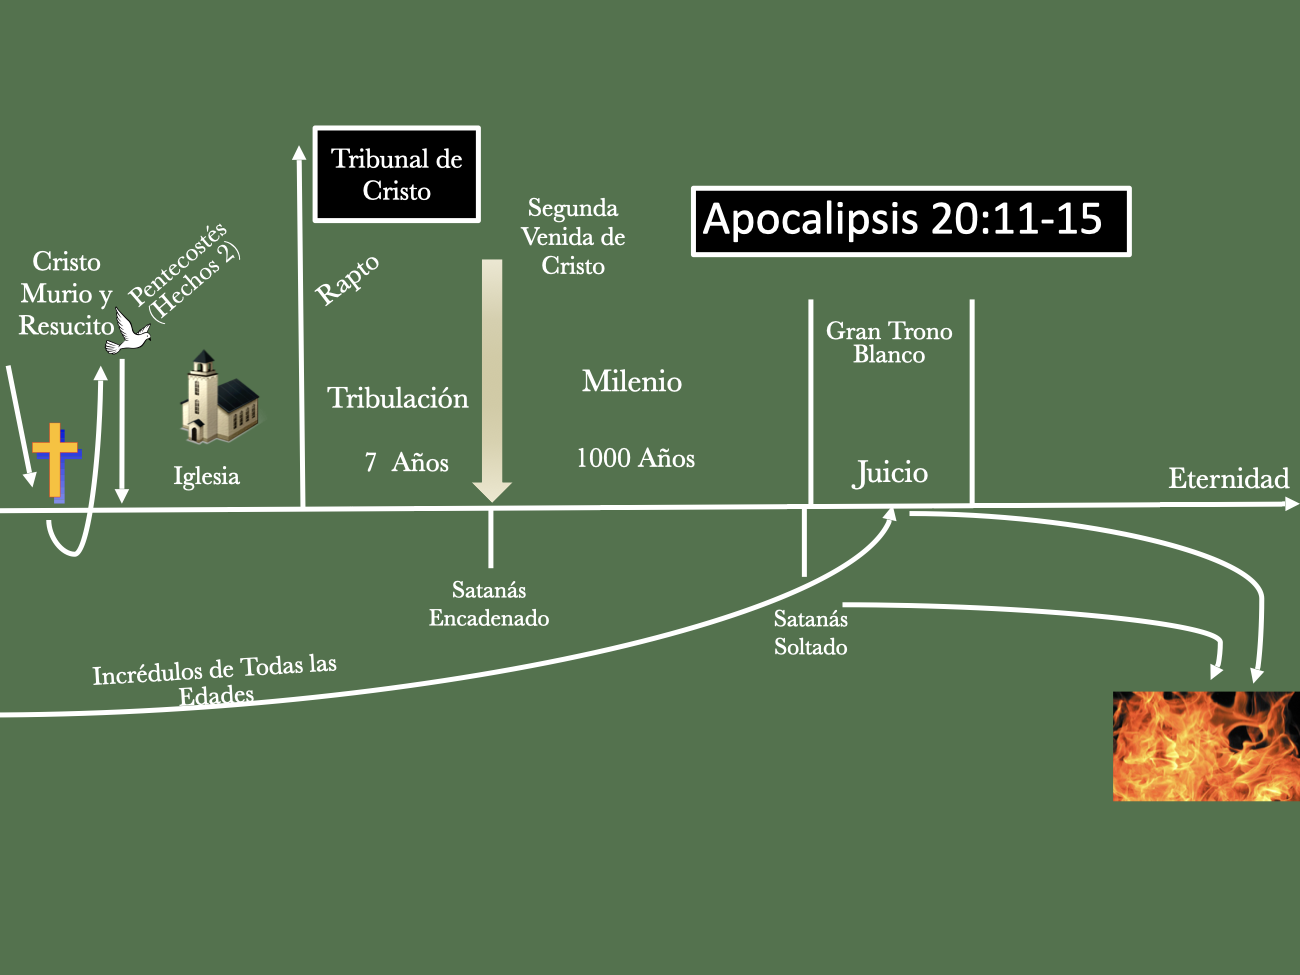 Tribunal de
Cristo
Apocalipsis 20:11-15
Segunda
Venida de
Cristo
Cristo
Murio y
Resucito
Pentecostés
(Hechos 2)
Rapto
Gran Trono
Blanco
Tribulación
7 Años
Milenio
1000 Años
Iglesia
Juicio
Eternidad
Satanás
Encadenado
Satanás
Soltado
Incrédulos de Todas las
Edades